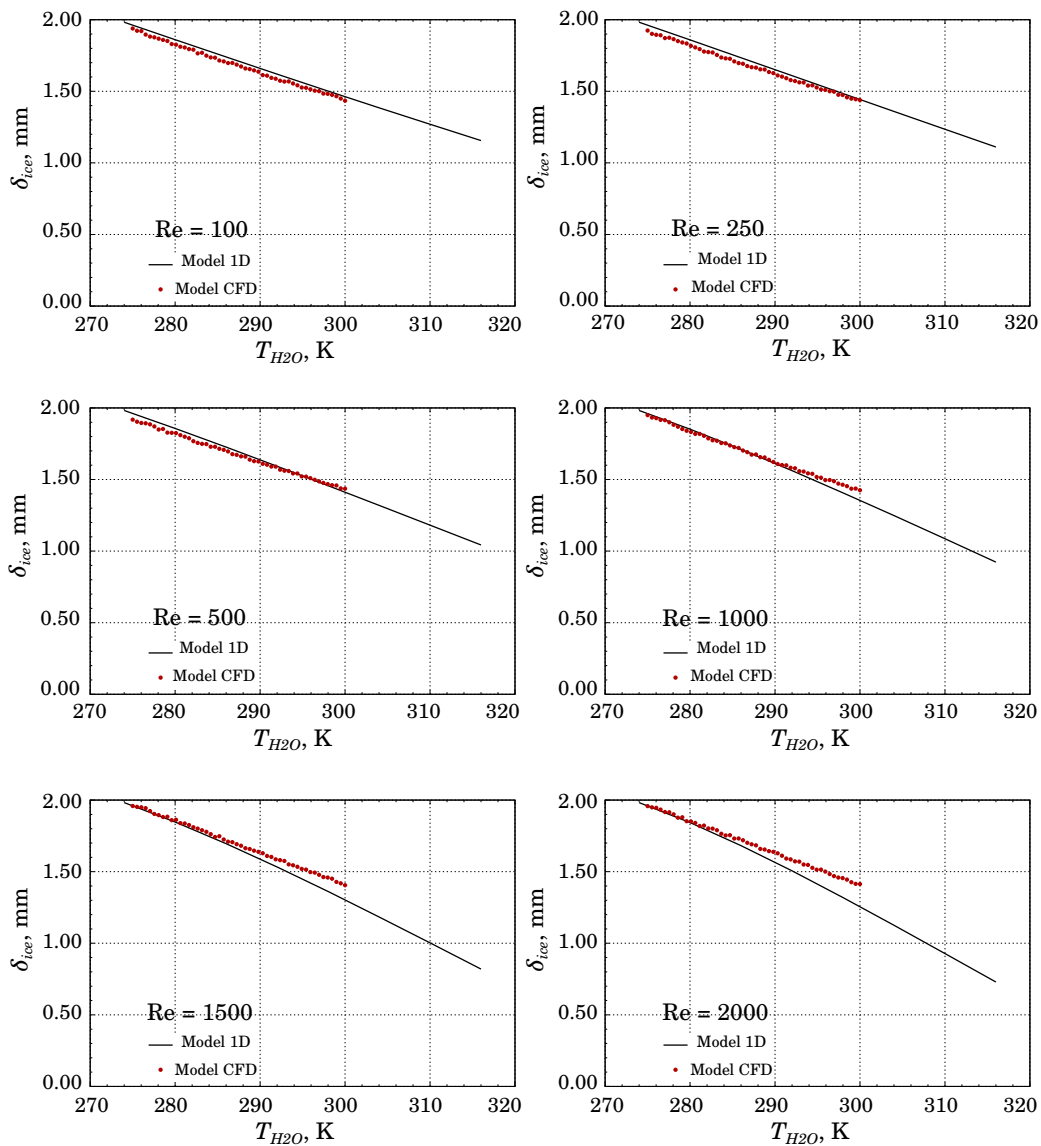 2.00
1.50
1.00
0.50
0.00
δice, mm
Re = 100
Model 1D
Model CFD
270 280 290 300 310 320
TH2O, K
2.00
1.50
1.00
0.50
0.00
δice, mm
Re = 250
Model 1D
Model CFD
270 280 290 300 310 320
TH2O, K
2.00
1.50
1.00
0.50
0.00
δice, mm
Re = 500
Model 1D
Model CFD
270 280 290 300 310 320
TH2O, K
2.00
1.50
1.00
0.50
0.00
δice, mm
Re = 1000
Model 1D
Model CFD
270 280 290 300 310 320
TH2O, K
2.00
1.50
1.00
0.50
0.00
δice, mm
Re = 1500
Model 1D
Model CFD
270 280 290 300 310 320
TH2O, K
2.00
1.50
1.00
0.50
0.00
δice, mm
Re = 2000
Model 1D
Model CFD
270 280 290 300 310 320
TH2O, K